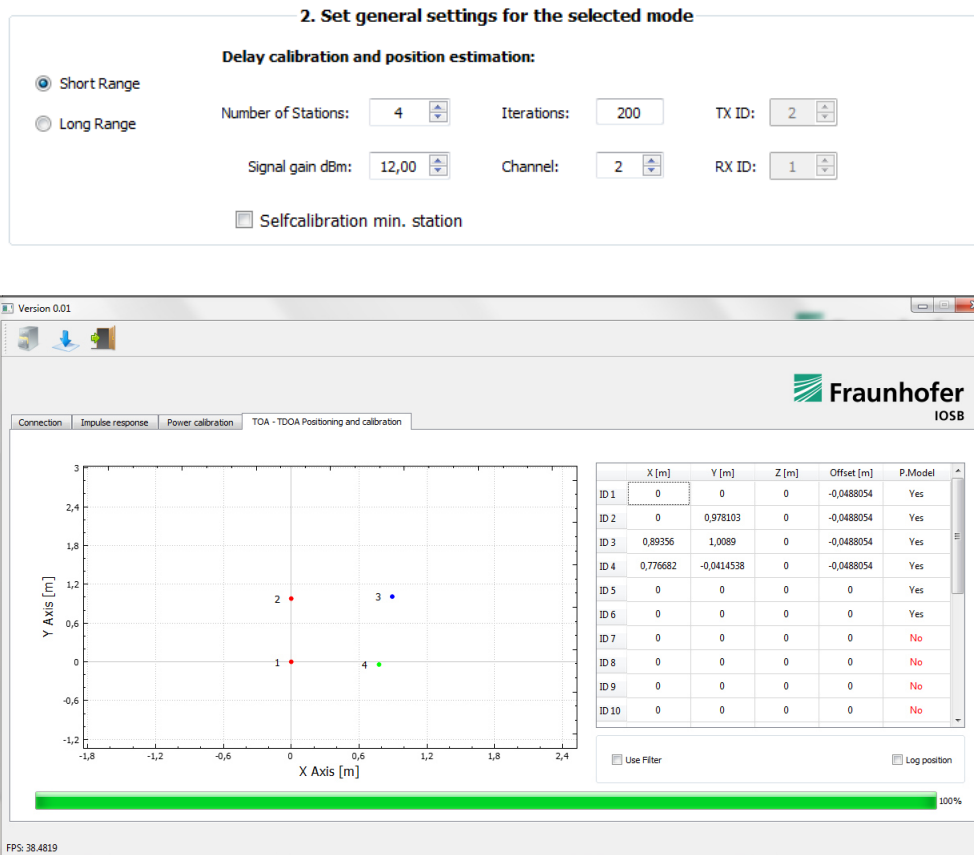 2. Set general settings for the selected mode
Delay calibration and position estimation:
Short Range
Long Range
Number of Stations: 4 Iterations: 200 TX ID: 2
Signal gain dBm: 12,00 Channel: 2 RX ID: 1
Selfcalibration min. station
Version 0.01
Fraunhofer
IOSB
Connection Impulse response Power calibration TOA - TDOA Positioning and calibration
3
2,4
1,8
1,2
0,6
0
-0,6
-1,2
Y Axis [m]
2 3
1 4
-1,8 -1,2 -0,6 0 0,6 1,2 1,8 2,4
X Axis [m]
X [m] Y [m] Z [m] Offset [m] P.Model
ID 1 0 0 0 -0,0488054 Yes
ID 2 0 0,978103 0 -0,0488054 Yes
ID 3 0,89356 1,0089 0 -0,0488054 Yes
ID 4 0,776682 -0,0414538 0 -0,0488054 Yes
ID 5 0 0 0 0 Yes
ID 6 0 0 0 0 Yes
ID 7 0 0 0 0 No
ID 8 0 0 0 0 No
ID 9 0 0 0 0 No
ID 10 0 0 0 0 No
Use Filter Log position
100%
FPS: 38.4819